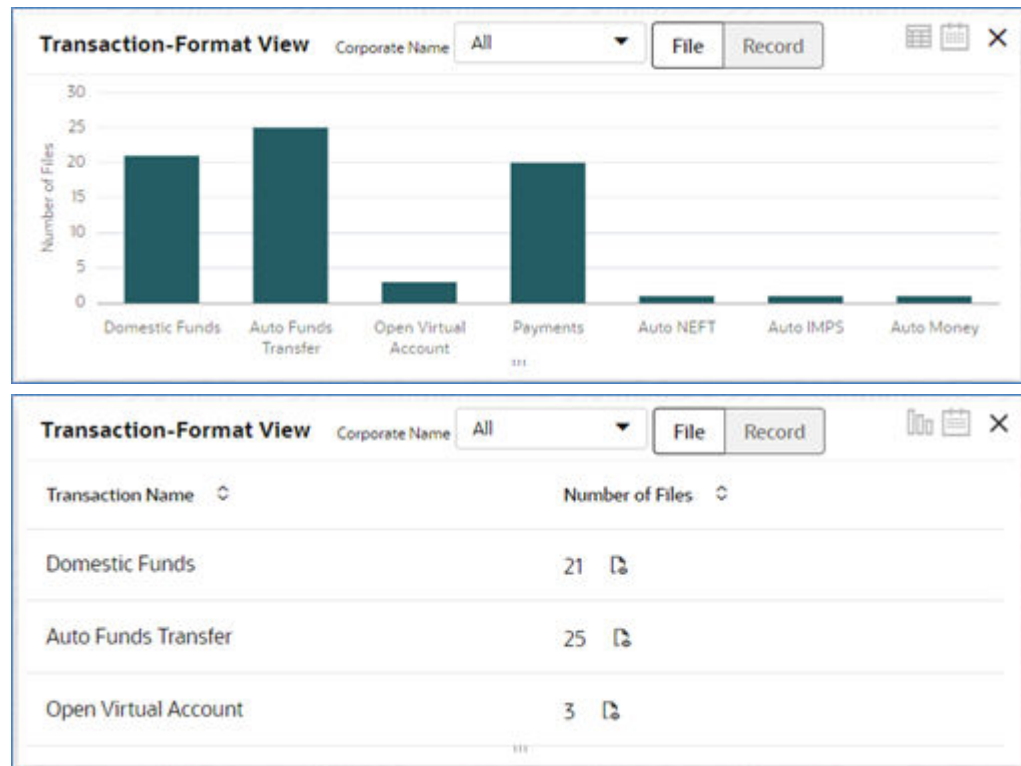 Transaction-Format View Corporate Name All File Record
30
25
20
15
10
5
0
Number of Files
Domestic Funds Auto Funds Transfer Open Virtual Account Payments Auto NEFT Auto IMPS Auto Money
Transaction-Format View Corporate Name All File Record
Transaction Name Number of Files
Domestic Funds 21
Auto Funds Transfer 25
Open Virtual Account 3